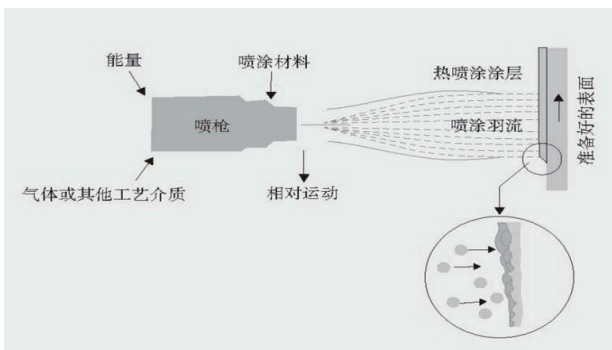 能量
喷涂材料
热喷涂涂层
喷枪
喷涂羽流
准备好的表面
气体或其他工艺介质
相对运动